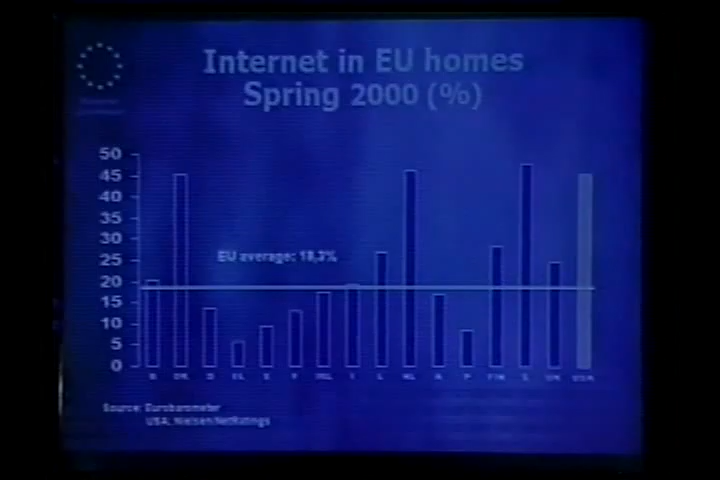 Internet in EU homes
Spring 2000 (%)
50
45
40
35
30
25
20
15
10
5
0
EU average: 18,3%
B DK D EL E F IRL I L NL A P FIN S UK USA
Source: Eurobarometer
USA, Nielsen NetRatings